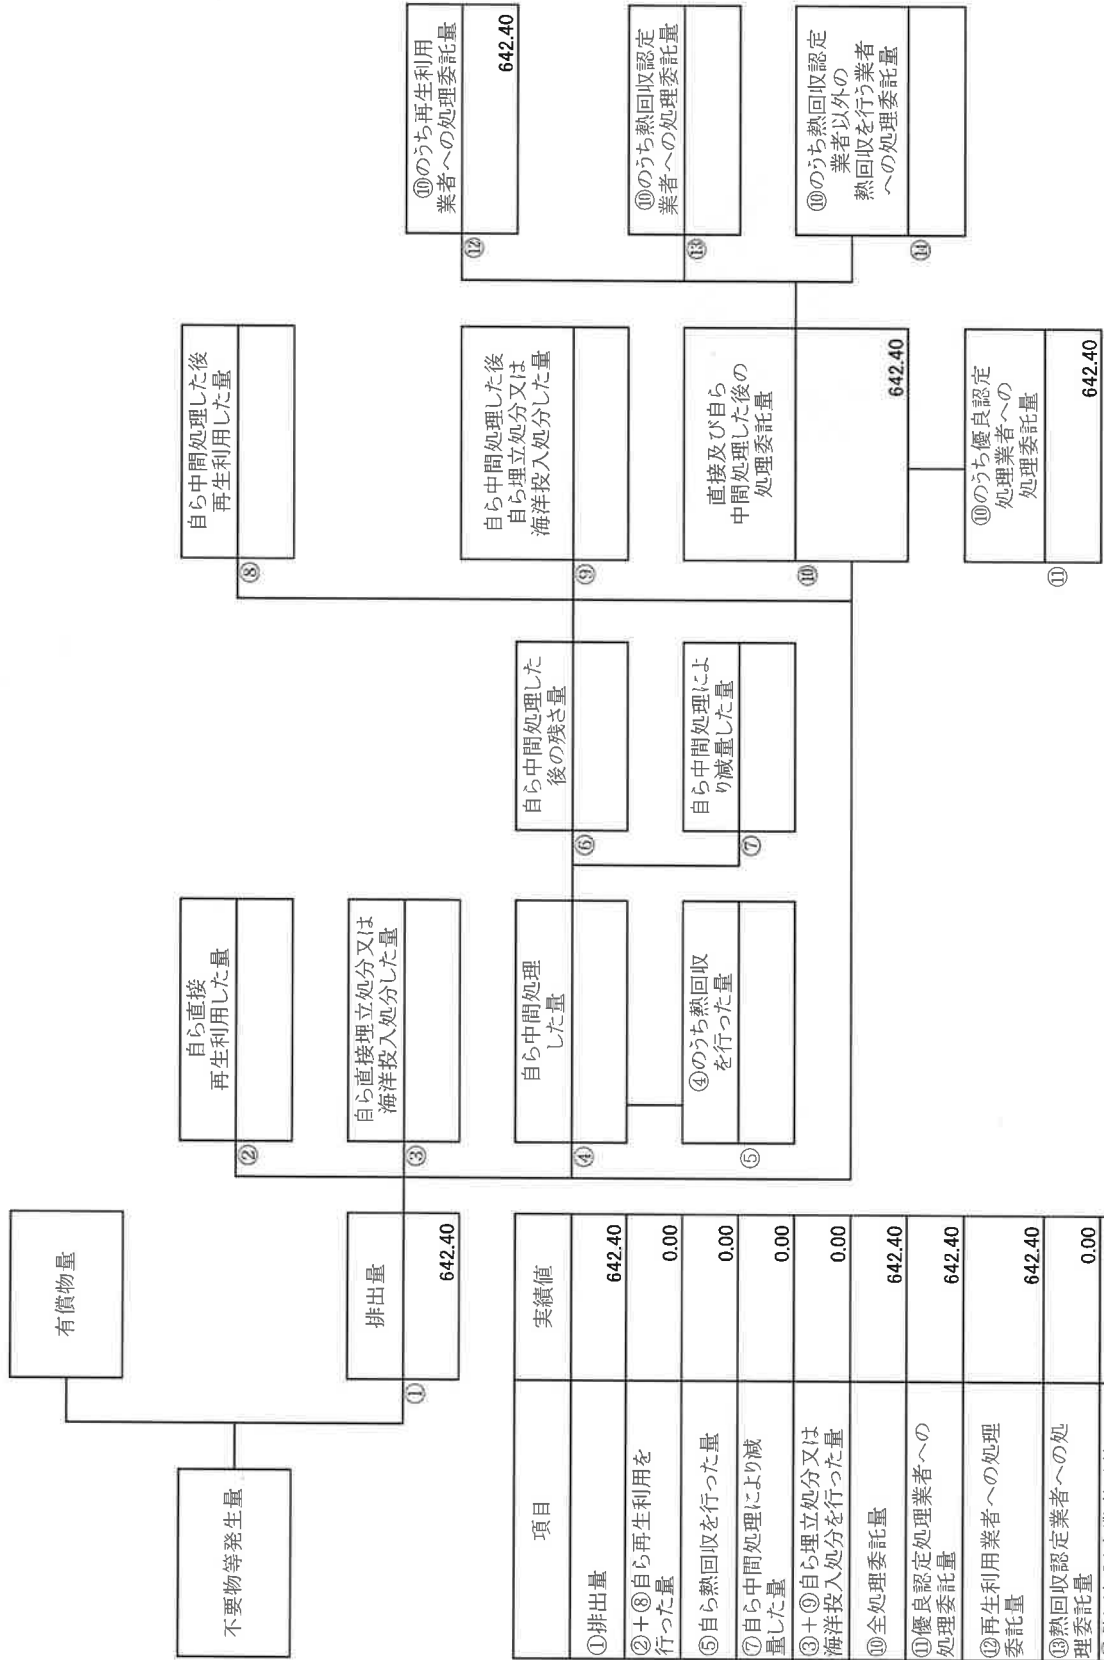 不要物等発生量
有償物量
①
排出量
642.40
②
自ら直接
再生利用した量
③
自ら直接埋立処分又は
海洋投入処分した量
④
自ら中間処理
した量
⑤
④のうち熱回収
を行った量
⑥
自ら中間処理した
後の残さ量
⑦
自ら中間処理によ
り減量した量
⑧
自ら中間処理した後
再生利用した量
⑨
自ら中間処理した後
自ら埋立処分又は
海洋投入処分した量
⑩
直接及び自ら
中間処理した後の
処理委託量
642.40
⑪
⑩のうち優良認定
処理業者への
処理委託量
642.40
⑫
⑩のうち再生利用
業者への処理委託量
642.40
⑬
⑩のうち熱回収認定
業者への処理委託量
⑭
⑩のうち熱回収認定
業者以外の
熱回収を行う業者
への処理委託量
項目 実績値
①排出量 642.40
②+⑧自ら再生利用を
行った量 0.00
⑤自ら熱回収を行った量 0.00
⑦自ら中間処理により減
量した量 0.00
③+⑨自ら埋立処分又は
海洋投入処分を行った量 0.00
⑩全処理委託量 642.40
⑪優良認定処理業者への
処理委託量 642.40
⑫再生利用業者への処理
委託量 642.40
⑬熱回収認定業者への処
理委託量 0.00